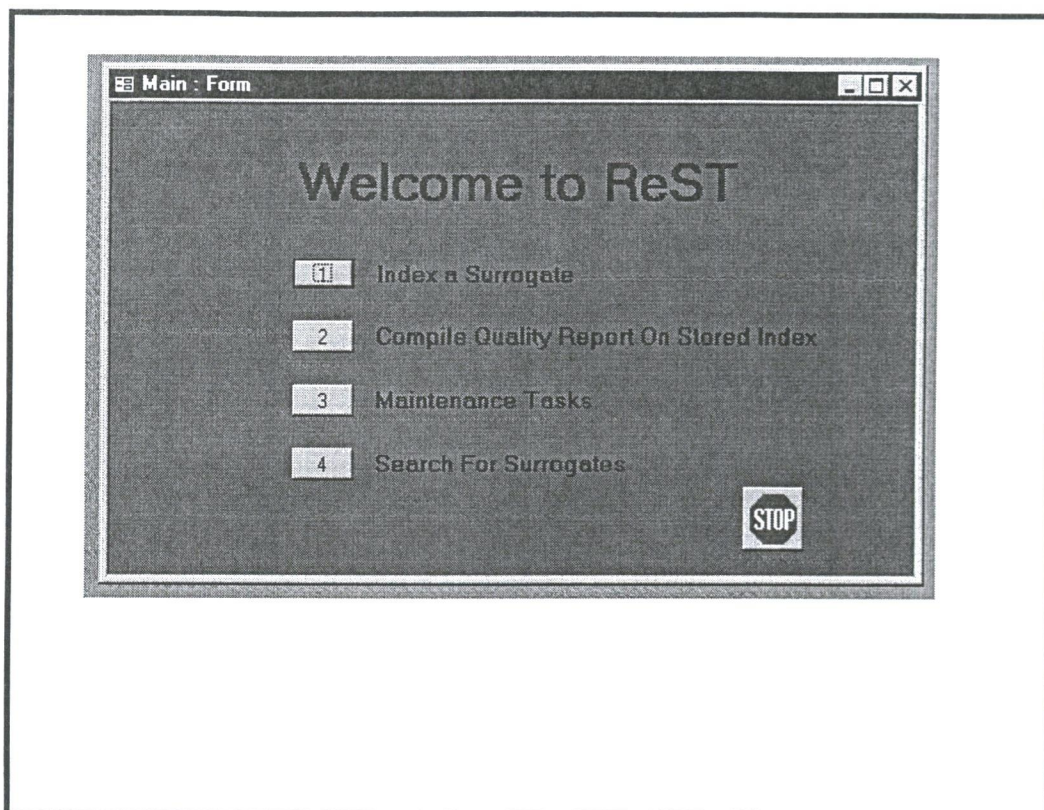 Main : Form
Welcome to ReST
1 Index a Surrogate
2 Compile Quality Report On Stored Index
3 Maintenance Tasks
4 Search For Surrogates
STOP